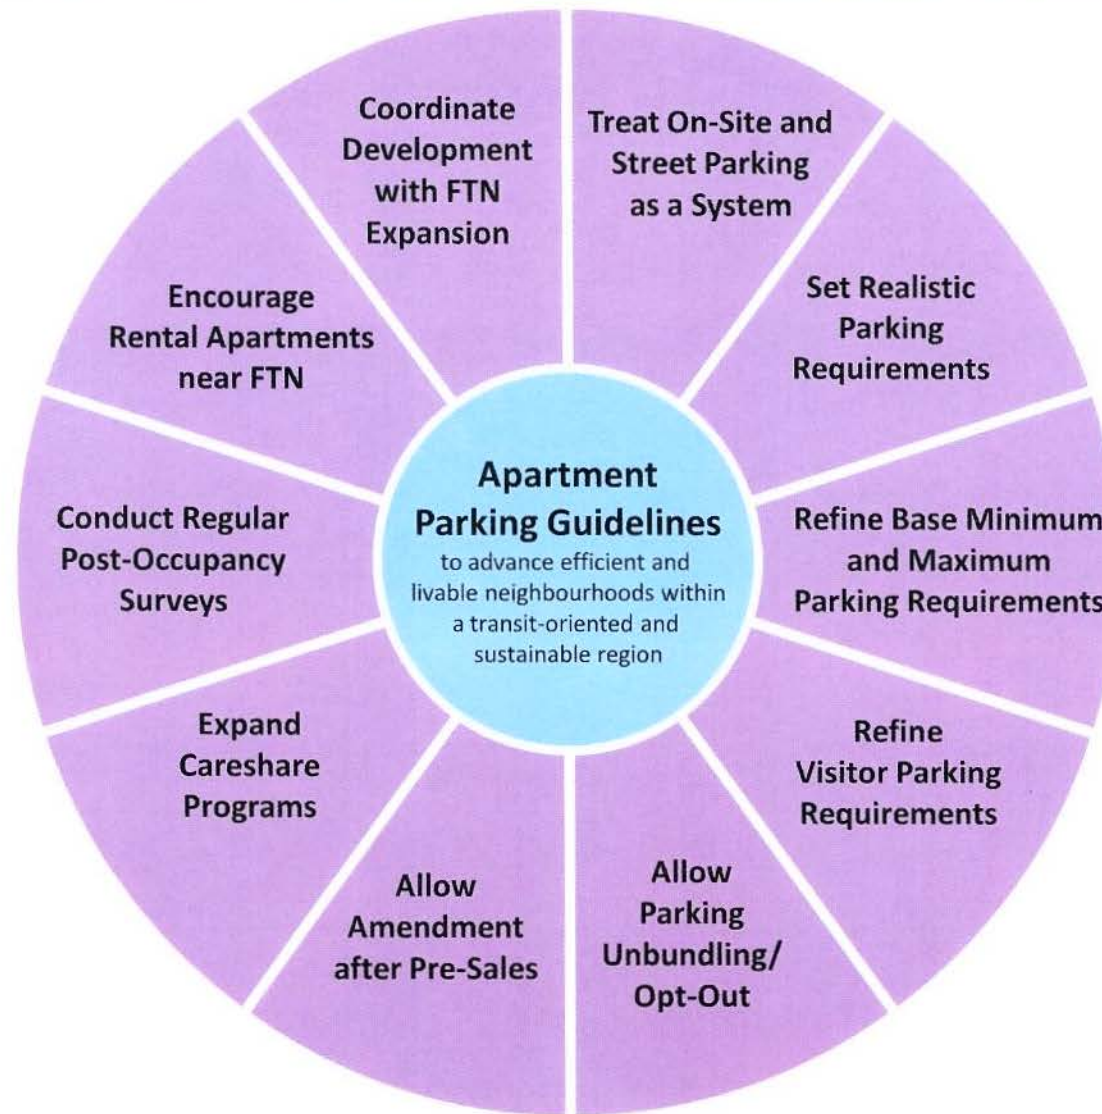 Apartment
Parking Guidelines
to advance efficient and
livable neighbourhoods within
a transit-oriented and
sustainable region
Treat On-Site and
Street Parking
as a System
Set Realistic
Parking
Requirements
Refine Base Minimum
and Maximum
Parking Requirements
Refine
Visitor Parking
Requirements
Allow
Parking
Unbundling/
Opt-Out
Allow
Amendment
after Pre-Sales
Expand
Careshare
Programs
Conduct Regular
Post-Occupancy
Surveys
Encourage
Rental Apartments
near FTN
Coordinate
Development
with FTN
Expansion